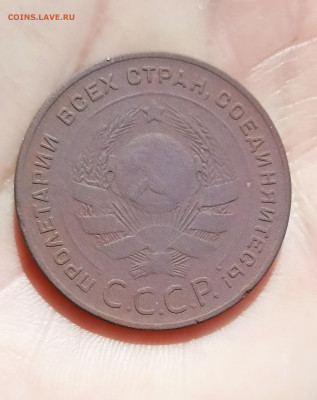 COINS.LAVE.RU
ПРОЛЕТАРИИ ВСЕХ СТРАН, СОЕДИНЯЙТЕСЬ!
С.С.С.Р.